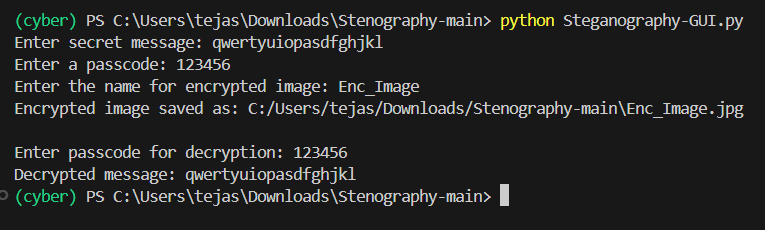 (cyber) PS C:\Users\tejas\Downloads\Stenography-main> python Steganography-GUI.py
Enter secret message: qwertyuiopasdfghjkl
Enter a passcode: 123456
Enter the name for encrypted image: Enc_Image
Encrypted image saved as: C:/Users/tejas/Downloads/Stenography-main\Enc_Image.jpg
Enter passcode for decryption: 123456
Decrypted message: qwertyuiopasdfghjkl
(cyber) PS C:\Users\tejas\Downloads\Stenography-main>